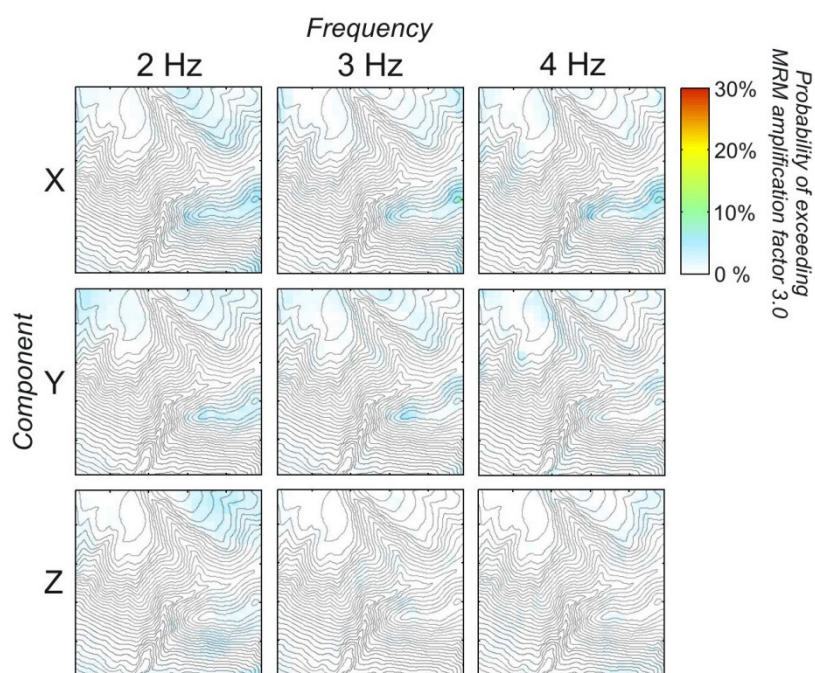 Frequency
2 Hz 3 Hz 4 Hz
X
Y
Z
Component
30%
20%
10%
0 %
Probability of exceeding
MRM amplification factor 3.0